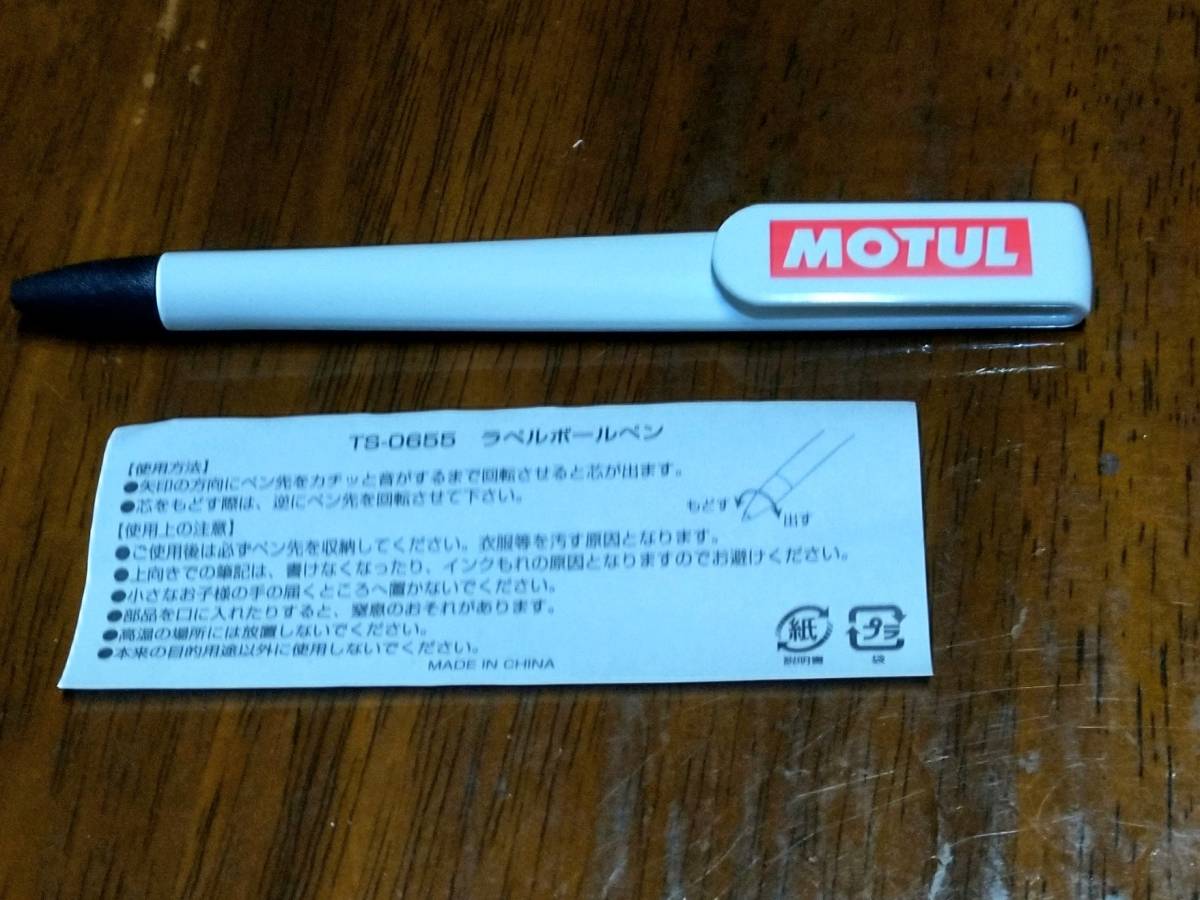 MOTUL
TS-0655 ラペルボールペン
【使用方法】
●矢印の方向にペン先をカチッと音がするまで回転させると芯が出ます。
●芯をもどす際は、逆にペン先を回転させて下さい。
もどす 出す
【使用上の注意】
●ご使用後は必ずペン先を収納してください。衣服等を汚す原因となります。
●上向きでの筆記は、書けなくなったり、インクもれの原因となりますのでお避けください。
●小さなお子様の手の届くところへ置かないでください。
●部品を口に入れたりすると、窒息のおそれがあります。
●高温の場所には放置しないでください。
●本来の目的用途以外に使用しないでください。
MADE IN CHINA
紙 プラ
説明書 袋